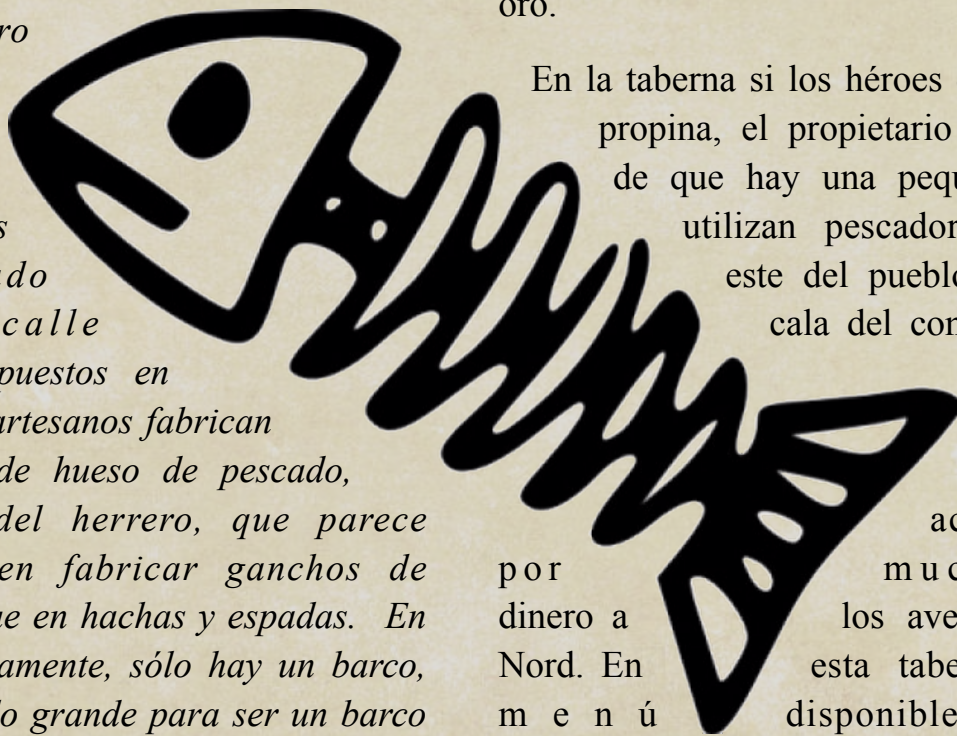 ro
s
do
calle
puestos en
artesanos fabrican
de hueso de pescado,
del herrero, que parece
en fabricar ganchos de
ue en hachas y espadas. En
amente, sólo hay un barco,
o grande para ser un barco
oro.
En la taberna si los héroes
propina, el propietario
de que hay una pequ
utilizan pescador
este del pueblo
cala del con
ac
por muc
dinero a los ave
Nord. En esta tabe
menú disponible